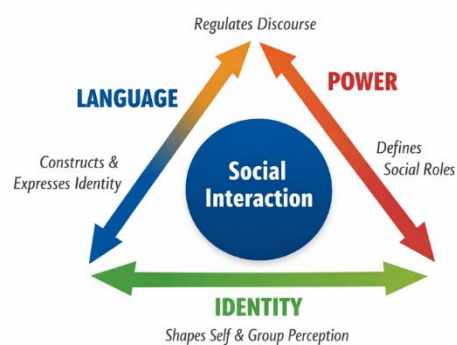 Regulates Discourse
LANGUAGE
POWER
Constructs &
Expresses Identity
Social
Interaction
Defines
Social Roles
IDENTITY
Shapes Self & Group Perception